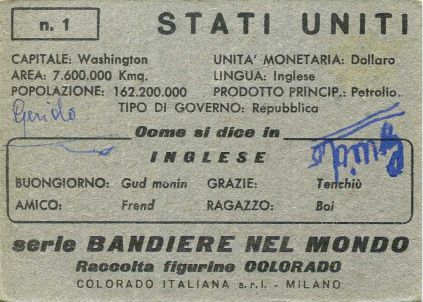 n. 1
STATI UNITI
CAPITALE: Washington
UNITA' MONETARIA: Dollaro
AREA: 7.600.000 Kmq.
LINGUA: Inglese
POPOLAZIONE: 162.200.000
PRODOTTO PRINCIP.: Petrolio.
TIPO DI GOVERNO: Repubblica
Guido
Come si dice in
INGLESE
BUONGIORNO: Gud monin
GRAZIE: Tenchiù
AMICO: Frend
RAGAZZO: Boi
serie BANDIERE NEL MONDO
Raccolta figurine COLORADO
COLORADO ITALIANA s.r.l. - MILANO